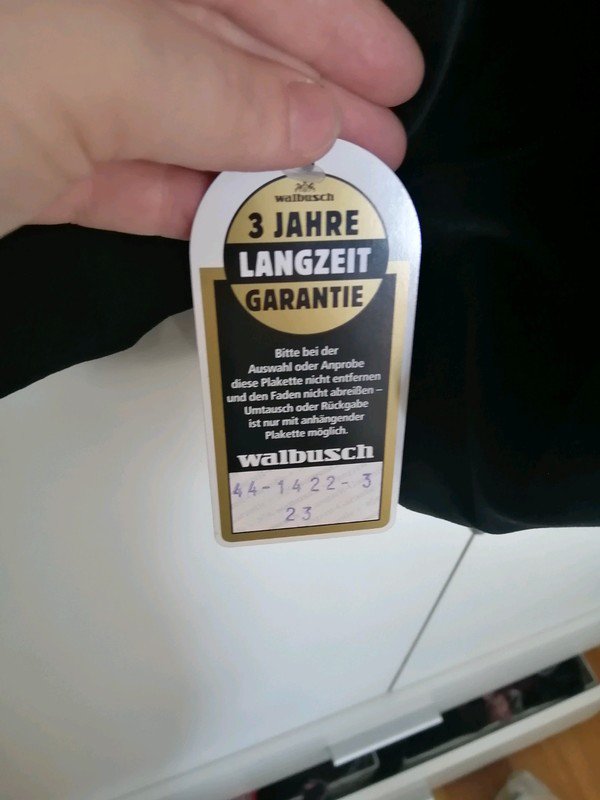 walbusch
3 JAHRE
LANGZEIT
GARANTIE
Bitte bei der
Auswahl oder Anprobe
diese Plakette nicht entfernen
und den Faden nicht abreißen –
Umtausch oder Rückgabe
ist nur mit anhängender
Plakette möglich.
walbusch
44-1422- 3
23